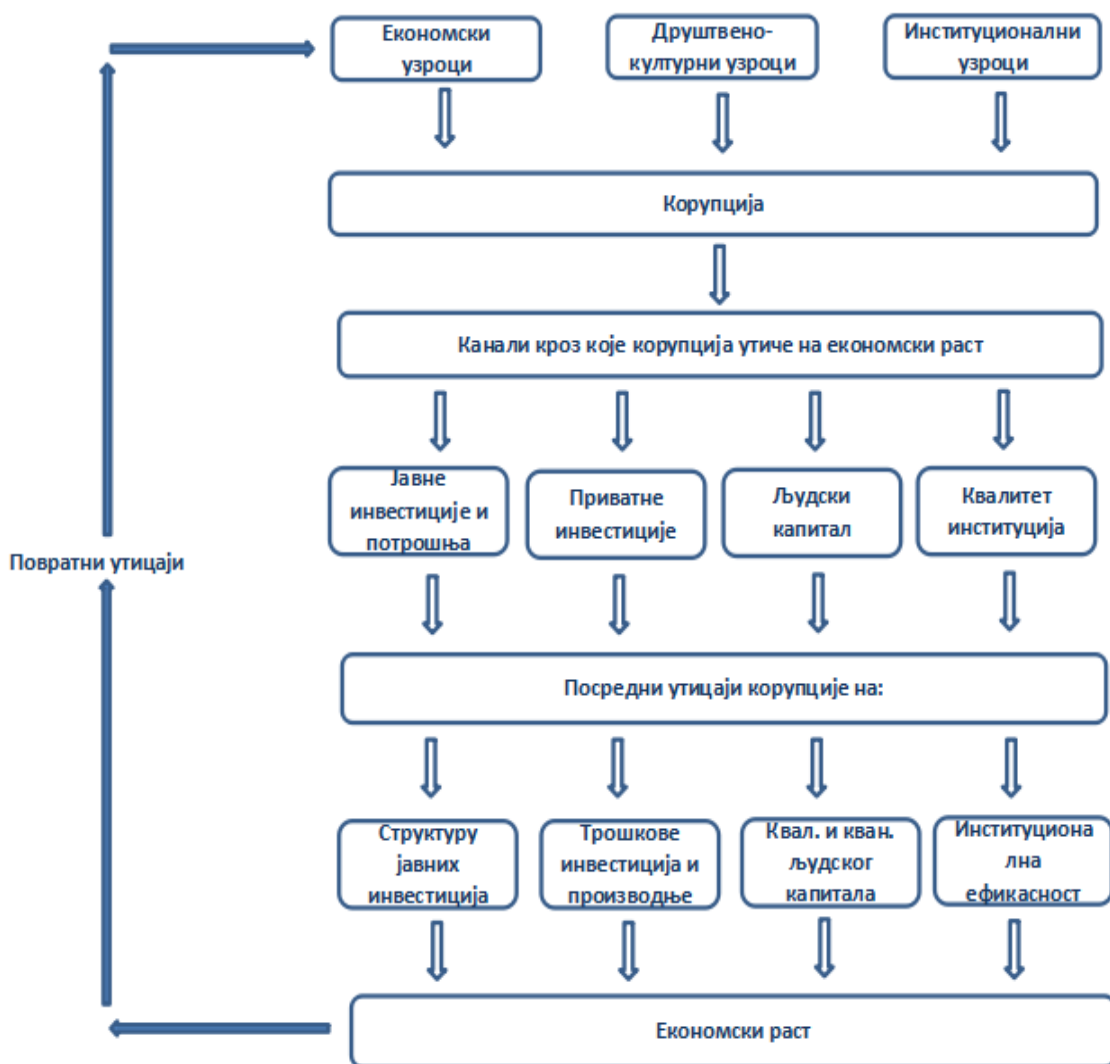 Економски
узроци
Друштвено-
културни узроци
Институционални
узроци
Корупција
Канали кроз које корупција утиче на економски раст
Јавне
инвестиције и
потрошња
Приватне
инвестиције
Људски
капитал
Квалитет
институција
Повратни утицаји
Посредни утицаји корупције на:
Структуру
јавних
инвестиција
Трошкове
инвестиција и
производње
Квал. и кван.
људског
капитала
Институциона
лна
ефикасност
Економски раст